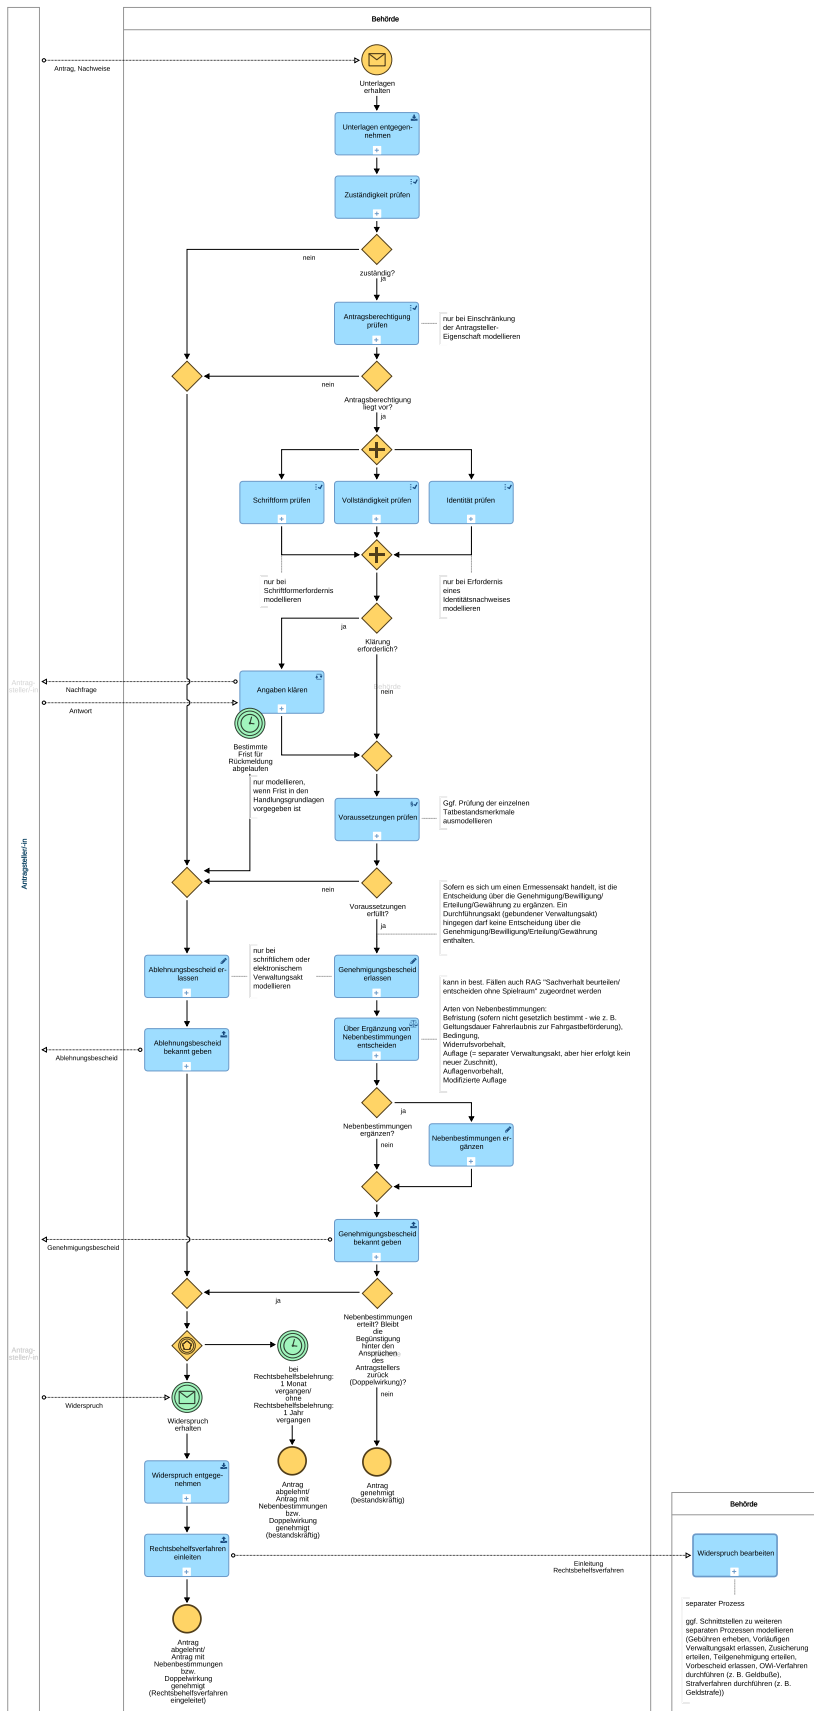 Behörde
Antrag, Nachweise
Unterlagen
erhalten
Unterlagen entgegen-
nehmen
Zuständigkeit prüfen
nein
zuständig?
ja
Antragsberechtigung
prüfen
nur bei Einschränkung
der Antragsteller-
Eigenschaft modellieren
nein
Antragsberechtigung
liegt vor?
ja
Schriftform prüfen
Vollständigkeit prüfen
Identität prüfen
nur bei
Schriftformerfordernis
modellieren
nur bei Erfordernis
eines
Identitätsnachweises
modellieren
ja
Klärung
erforderlich?
Antrag-
steller/-in
Nachfrage
Angaben klären
Behörde
nein
Antwort
Bestimmte
Frist für
Rückmeldung
abgelaufen
nur modellieren,
wenn Frist in den
Handlungsgrundlagen
vorgegeben ist
Voraussetzungen prüfen
Ggf. Prüfung der einzelnen
Tatbestandsmerkmale
ausmodellieren
Antragsteller/-in
nein
Voraussetzungen
erfüllt?
ja
Sofern es sich um einen Ermessensakt handelt, ist die
Entscheidung über die Genehmigung/Bewilligung/
Erteilung/Gewährung zu ergänzen. Ein
Durchführungsakt (gebundener Verwaltungsakt)
hingegen darf keine Entscheidung über die
Genehmigung/Bewilligung/Erteilung/Gewährung
enthalten.
Ablehnungsbescheid er-
lassen
nur bei
schriftlichem oder
elektronischem
Verwaltungsakt
modellieren
Genehmigungsbescheid
erlassen
kann in best. Fällen auch RAG "Sachverhalt beurteilen/
entscheiden ohne Spielraum" zugeordnet werden
Arten von Nebenbestimmungen:
Befristung (sofern nicht gesetzlich bestimmt - wie z. B.
Geltungsdauer Fahrerlaubnis zur Fahrgastbeförderung),
Bedingung,
Widerrufsvorbehalt,
Auflage (= separater Verwaltungsakt, aber hier erfolgt kein
neuer Zuschnitt),
Auflagenvorbehalt,
Modifizierte Auflage
Ablehnungsbescheid
bekannt geben
Ablehnungsbescheid
Über Ergänzung von
Nebenbestimmungen
entscheiden
ja
Nebenbestimmungen
ergänzen?
nein
Nebenbestimmungen er-
gänzen
Genehmigungsbescheid
Genehmigungsbescheid
bekannt geben
ja
Nebenbestimmungen
erteilt? Bleibt
die
Begünstigung
hinter den
Ansprüchen
des
Antragstellers
zurück
(Doppelwirkung)?
nein
Antrag-
steller/-in
bei
Rechtsbehelfsbelehrung:
1 Monat
vergangen/
ohne
Rechtsbehelfsbelehrung:
1 Jahr
vergangen
Widerspruch
Widerspruch
erhalten
Widerspruch entgege-
nehmen
Antrag
abgelehnt/
Antrag mit
Nebenbestimmungen
bzw.
Doppelwirkung
genehmigt
(bestandskräftig)
Antrag
genehmigt
(bestandskräftig)
Rechtsbehelfsverfahren
einleiten
Einleitung
Rechtsbehelfsverfahren
Antrag
abgelehnt/
Antrag mit
Nebenbestimmungen
bzw.
Doppelwirkung
genehmigt
(Rechtsbehelfsverfahren
eingeleitet)
Behörde
Widerspruch bearbeiten
separater Prozess
ggf. Schnittstellen zu weiteren
separaten Prozessen modellieren
(Gebühren erheben, Vorläufigen
Verwaltungsakt erlassen, Zusicherung
erteilen, Teilgenehmigung erteilen,
Vorbescheid erlassen, OWi-Verfahren
durchführen (z. B. Geldbuße),
Strafverfahren durchführen (z. B.
Geldstrafe))